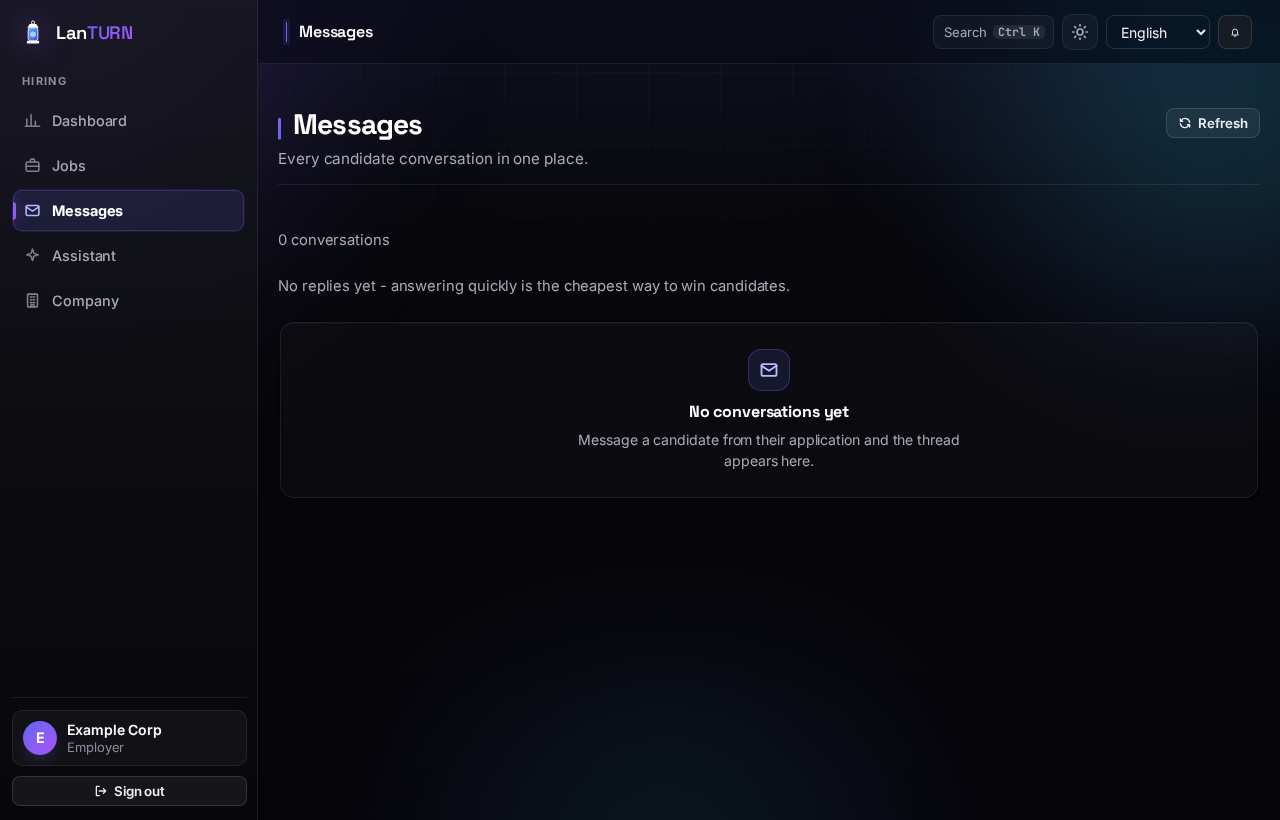 LanTURN
HIRING
Dashboard
Jobs
Messages
Assistant
Company
Example Corp
E
Employer
Sign out
Messages
Search Ctrl K
English
Messages
Refresh
Every candidate conversation in one place.
0 conversations
No replies yet - answering quickly is the cheapest way to win candidates.
No conversations yet
Message a candidate from their application and the thread
appears here.